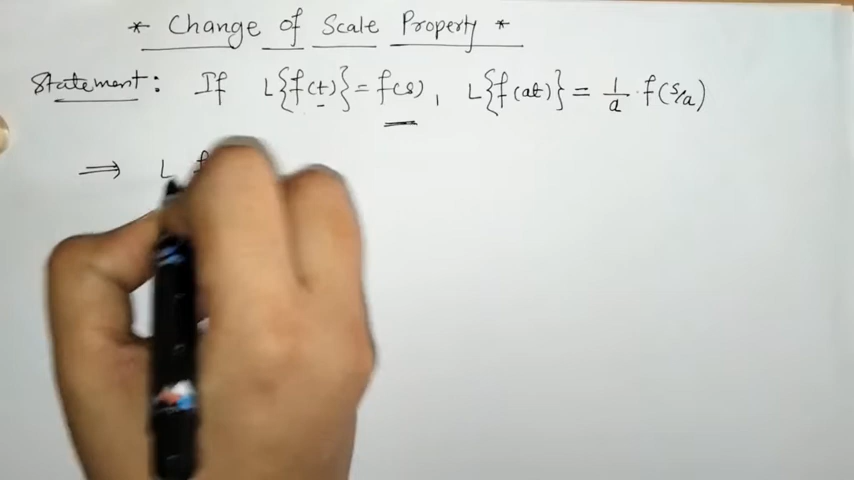 * Change of Scale Property *
Statement: If L{f(t)} = f(s), L{f(at)} = 1/a · f(s/a)
⇒ L f